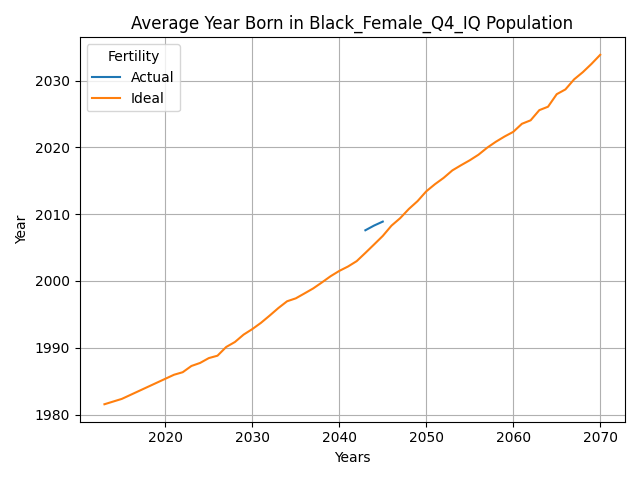 Average Year Born in Black_Female_Q4_IQ Population
Fertility
Actual
Ideal
Year
2030
2020
2010
2000
1990
1980
2020 2030 2040 2050 2060 2070
Years